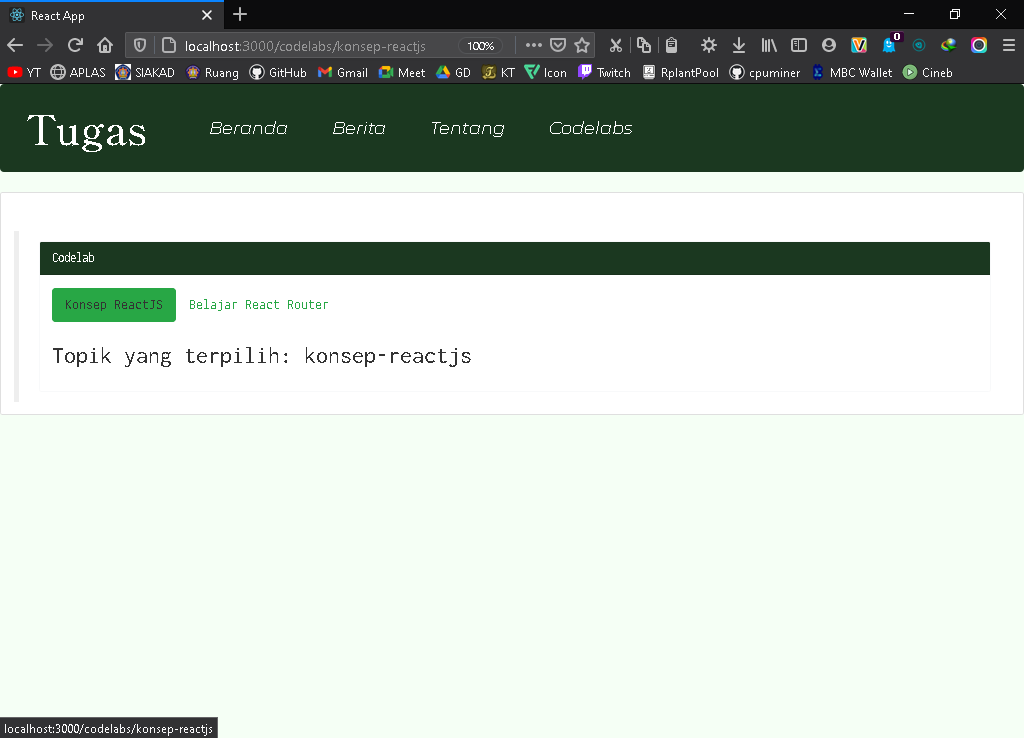 React App
localhost:3000/codelabs/konsep-reactjs 100%
YT APLAS SIAKAD Ruang GitHub Gmail Meet GD KT Icon Twitch RplantPool cpuminer MBC Wallet Cineb
0
Tugas Beranda Berita Tentang Codelabs
Codelab
Konsep ReactJS Belajar React Router
Topik yang terpilih: konsep-reactjs
localhost:3000/codelabs/konsep-reactjs